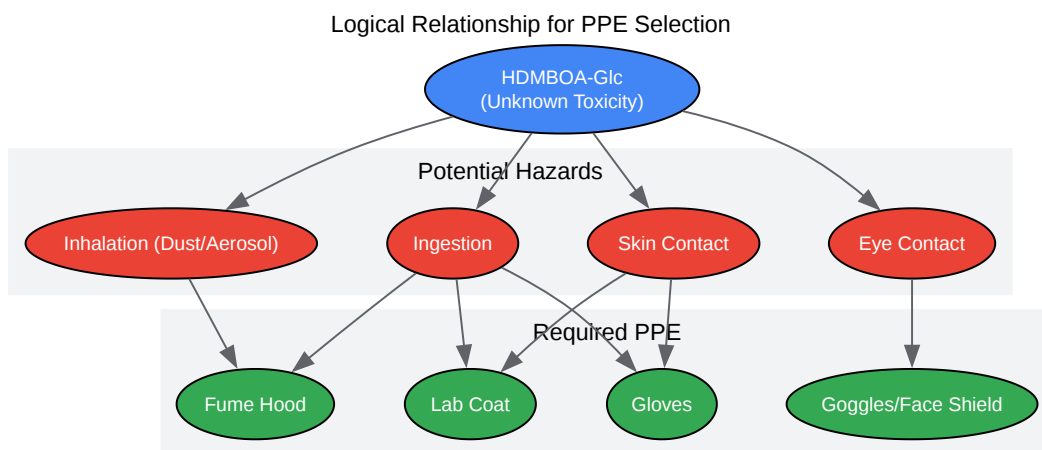 Logical Relationship for PPE Selection
HDMBOA-Glc
(Unknown Toxicity)
Potential Hazards
Inhalation (Dust/Aerosol)
Ingestion
Skin Contact
Eye Contact
Required PPE
Fume Hood
Lab Coat
Gloves
Goggles/Face Shield